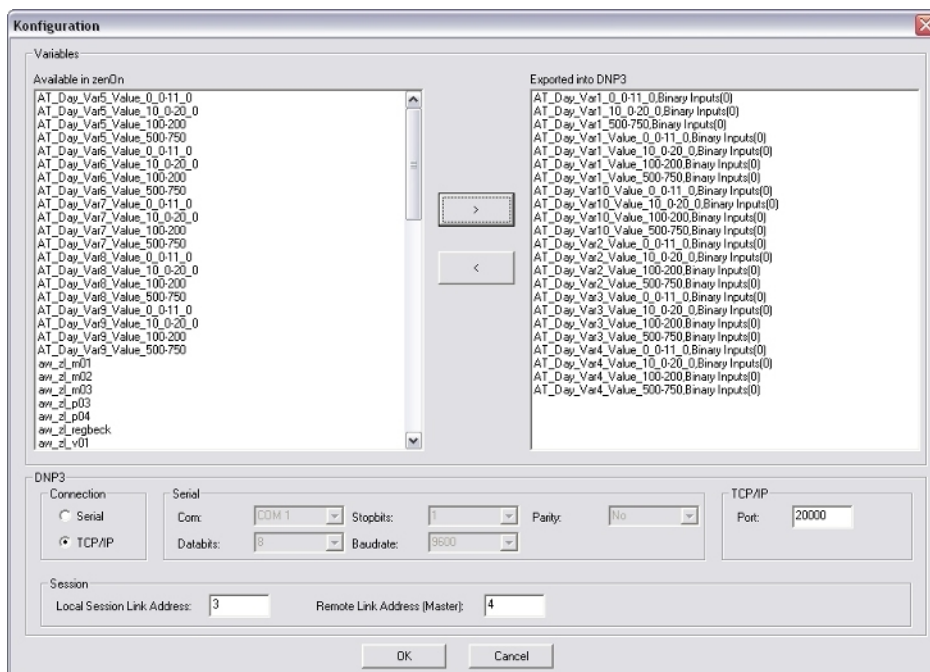 Konfiguration
Variables
Available in zenOn
AT_Day_Var5_Value_0_0-11_0
AT_Day_Var5_Value_10_0-20_0
AT_Day_Var5_Value_100-200
AT_Day_Var5_Value_500-750
AT_Day_Var6_Value_0_0-11_0
AT_Day_Var6_Value_10_0-20_0
AT_Day_Var6_Value_100-200
AT_Day_Var6_Value_500-750
AT_Day_Var7_Value_0_0-11_0
AT_Day_Var7_Value_10_0-20_0
AT_Day_Var7_Value_100-200
AT_Day_Var7_Value_500-750
AT_Day_Var8_Value_0_0-11_0
AT_Day_Var8_Value_10_0-20_0
AT_Day_Var8_Value_100-200
AT_Day_Var8_Value_500-750
AT_Day_Var9_Value_0_0-11_0
AT_Day_Var9_Value_10_0-20_0
AT_Day_Var9_Value_100-200
AT_Day_Var9_Value_500-750
aw_zl_m01
aw_zl_m02
aw_zl_m03
aw_zl_p03
aw_zl_p04
aw_zl_regbeck
aw_zl_v01
>
<
Exported into DNP3
AT_Day_Var1_0_0-11_0,Binary Inputs(0)
AT_Day_Var1_10_0-20_0,Binary Inputs(0)
AT_Day_Var1_500-750,Binary Inputs(0)
AT_Day_Var1_Value_0_0-11_0,Binary Inputs(0)
AT_Day_Var1_Value_10_0-20_0,Binary Inputs(0)
AT_Day_Var1_Value_100-200,Binary Inputs(0)
AT_Day_Var1_Value_500-750,Binary Inputs(0)
AT_Day_Var10_Value_0_0-11_0,Binary Inputs(0)
AT_Day_Var10_Value_10_0-20_0,Binary Inputs(0)
AT_Day_Var10_Value_100-200,Binary Inputs(0)
AT_Day_Var10_Value_500-750,Binary Inputs(0)
AT_Day_Var2_Value_0_0-11_0,Binary Inputs(0)
AT_Day_Var2_Value_10_0-20_0,Binary Inputs(0)
AT_Day_Var2_Value_100-200,Binary Inputs(0)
AT_Day_Var2_Value_500-750,Binary Inputs(0)
AT_Day_Var3_Value_0_0-11_0,Binary Inputs(0)
AT_Day_Var3_Value_10_0-20_0,Binary Inputs(0)
AT_Day_Var3_Value_100-200,Binary Inputs(0)
AT_Day_Var3_Value_500-750,Binary Inputs(0)
AT_Day_Var4_Value_0_0-11_0,Binary Inputs(0)
AT_Day_Var4_Value_10_0-20_0,Binary Inputs(0)
AT_Day_Var4_Value_100-200,Binary Inputs(0)
AT_Day_Var4_Value_500-750,Binary Inputs(0)
DNP3
Connection
Serial
TCP/IP
Serial
Com: COM 1 Stopbits: 1 Parity: No
Databits: 8 Baudrate: 9600
TCP/IP
Port: 20000
Session
Local Session Link Address: 3 Remote Link Address (Master): 4
OK Cancel